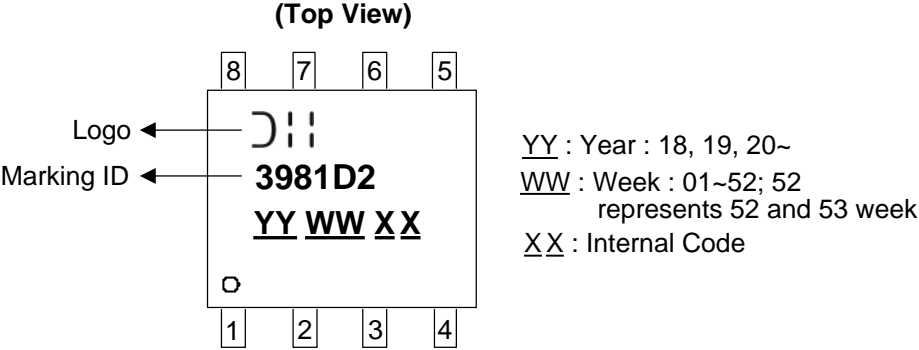 (Top View)
8 7 6 5
Logo
Marking ID
3981D2
YY WW X X
1 2 3 4
YY : Year : 18, 19, 20~
WW : Week : 01~52; 52
represents 52 and 53 week
X X : Internal Code